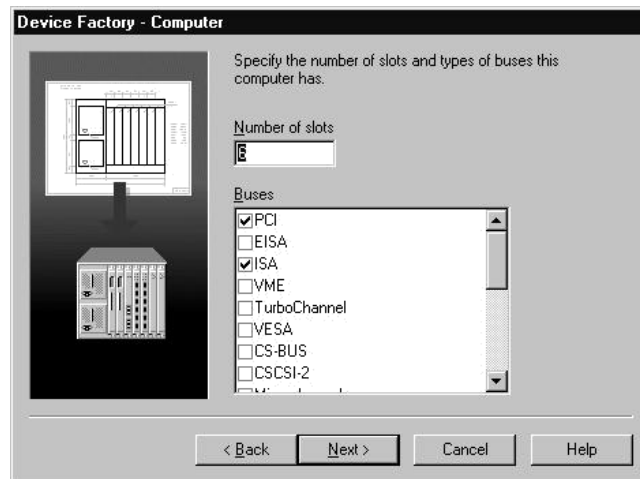 Device Factory - Computer
Specify the number of slots and types of buses this
computer has.
Number of slots
6
Buses
PCI
EISA
ISA
VME
TurboChannel
VESA
CS-BUS
CSCSI-2
< Back
Next >
Cancel
Help